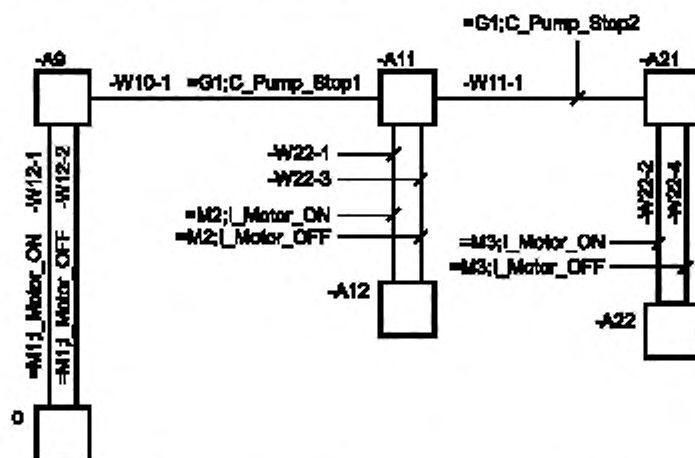 =G1;C_Pump_Stop2
-A9
-A11
-A21
-W10-1
=G1;C_Pump_Stop1
-W11-1
-W12-1
-W12-2
=M1;I_Motor_ON
=M1;I_Motor_OFF
-W22-1
-W22-3
=M2;I_Motor_ON
=M2;I_Motor_OFF
-W22-2
-W22-4
=M3;I_Motor_ON
=M3;I_Motor_OFF
-A12
-A22
0